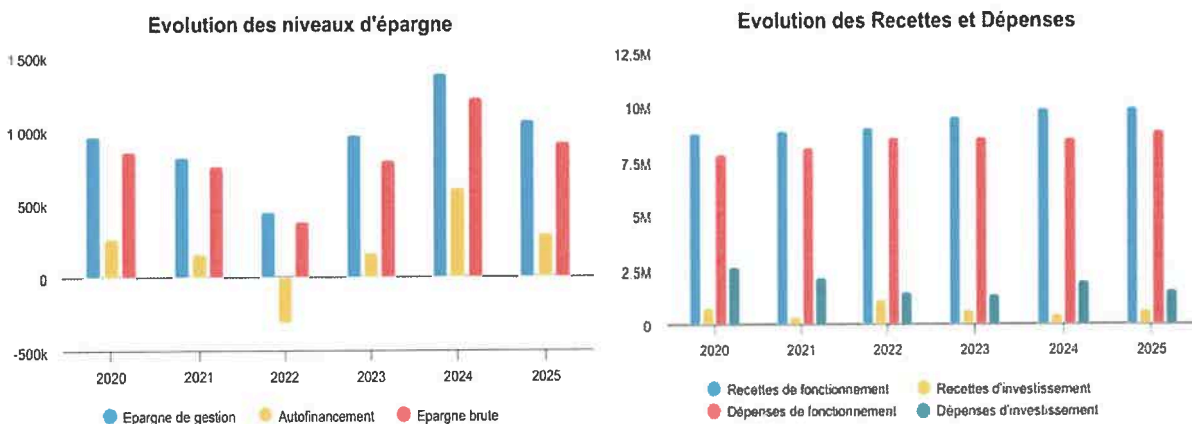 Evolution des niveaux d'épargne
1 500k
1 000k
500k
0
-500k
2020 2021 2022 2023 2024 2025
Epargne de gestion Autofinancement Epargne brute
Evolution des Recettes et Dépenses
12.5M
10M
7.5M
5M
2.5M
0
2020 2021 2022 2023 2024 2025
Recettes de fonctionnement Recettes d'investissement
Dépenses de fonctionnement Dépenses d'investissement